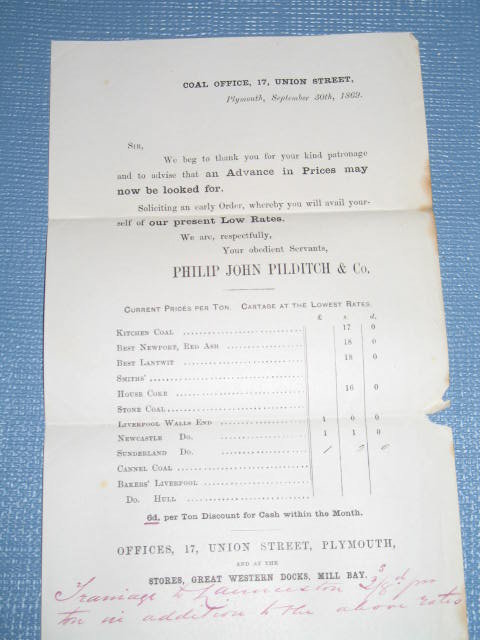 COAL OFFICE, 17, UNION STREET,
Plymouth, September 30th, 1869.
SIR,
We beg to thank you for your kind patronage
and to advise that an Advance in Prices may
now be looked for.
Soliciting an early Order, whereby you will avail your-
self of our present Low Rates.
We are, respectfully,
Your obedient Servants,
PHILIP JOHN PILDITCH & Co.
CURRENT PRICES PER TON. CARTAGE AT THE LOWEST RATES.
£ s. d.
KITCHEN COAL 17 0
BEST NEWPORT, RED ASH 18 0
BEST LANTWIT 18 0
SMITHS'
HOUSE COKE 16 0
STONE COAL
LIVERPOOL WALLS END 1 0 0
NEWCASTLE Do. 1 1 0
SUNDERLAND Do. 1 2 0
CANNEL COAL
BAKERS' LIVERPOOL
Do. HULL
6d. per Ton Discount for Cash within the Month.
OFFICES, 17, UNION STREET, PLYMOUTH,
AND AT THE
STORES, GREAT WESTERN DOCKS, MILL BAY.
Traniage to Launceston per
ton in addition to the above rates